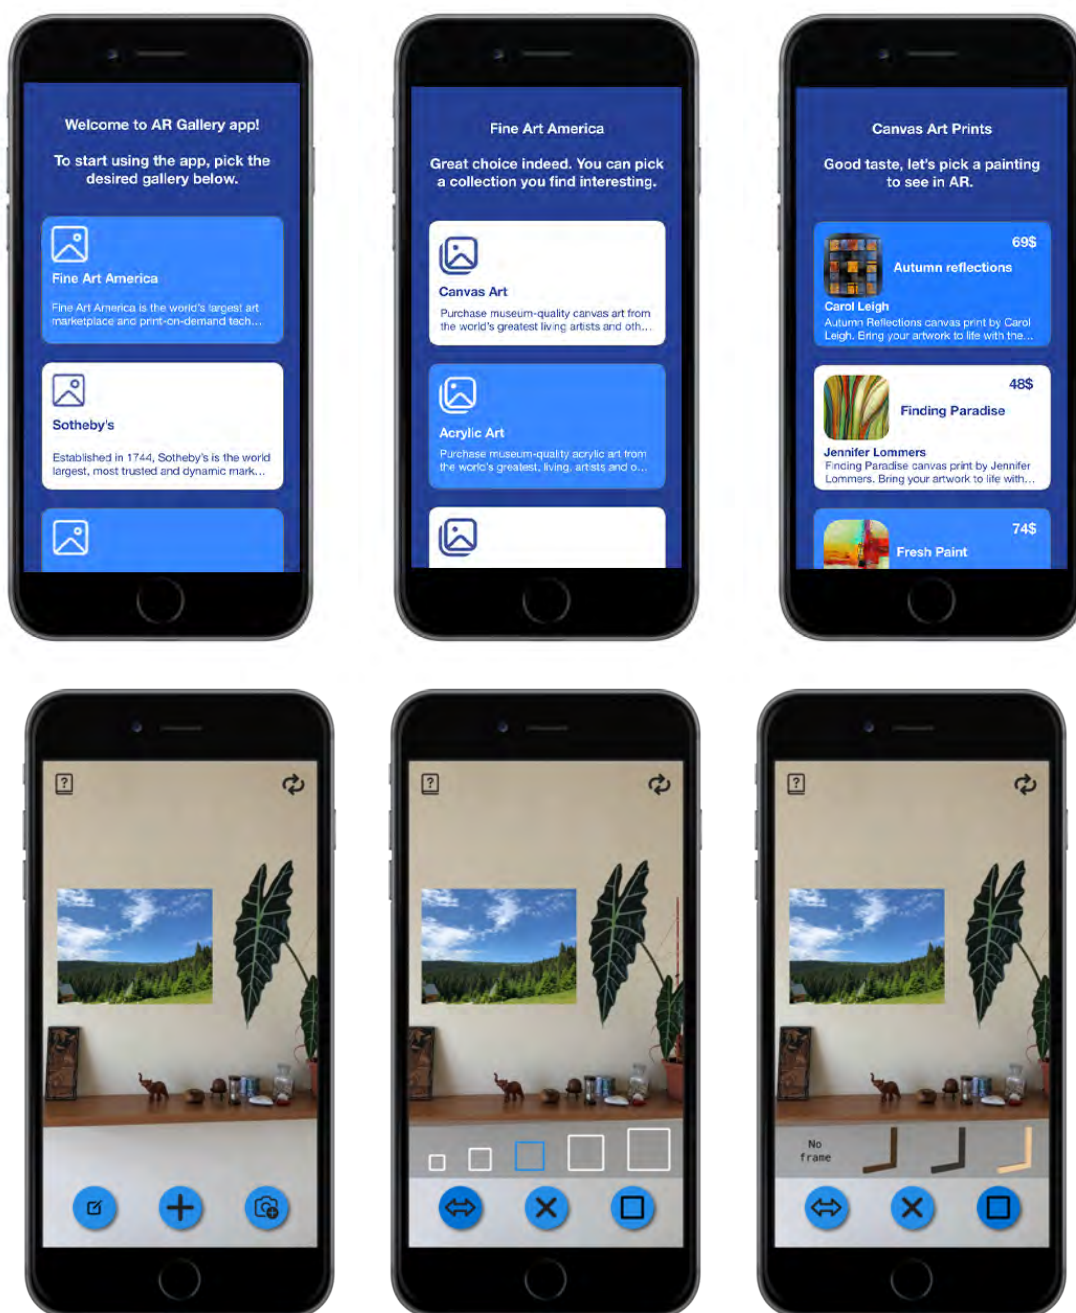 Welcome to AR Gallery app!
To start using the app, pick the
desired gallery below.
Fine Art America
Fine Art America is the world's largest art
marketplace and print-on-demand tech...
Sotheby's
Established in 1744, Sotheby's is the world
largest, most trusted and dynamic mark...
Fine Art America
Great choice indeed. You can pick
a collection you find interesting.
Canvas Art
Purchase museum-quality canvas art from
the world's greatest living artists and oth...
Acrylic Art
Purchase museum-quality acrylic art from
the world's greatest, living, artists and o...
Canvas Art Prints
Good taste, let's pick a painting
to see in AR.
69$
Autumn reflections
Carol Leigh
Autumn Reflections canvas print by Carol
Leigh. Bring your artwork to life with the...
48$
Finding Paradise
Jennifer Lommers
Finding Paradise canvas print by Jennifer
Lommers. Bring your artwork to life with...
74$
Fresh Paint
?
?
?
No
frame